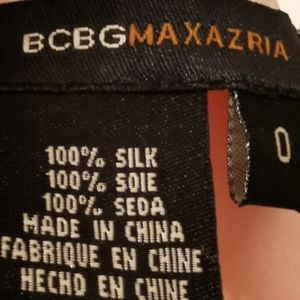 BCBGMAXAZRIA
0
100% SILK
100% SOIE
100% SEDA
MADE IN CHINA
FABRIQUE EN CHINE
HECHO EN CHINE